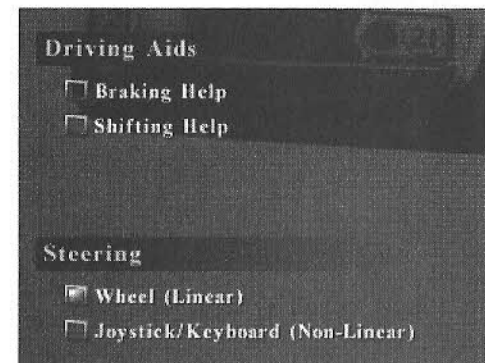 Driving Aids
Braking Help
Shifting Help
Steering
Wheel (Linear)
Joystick/Keyboard (Non-Linear)